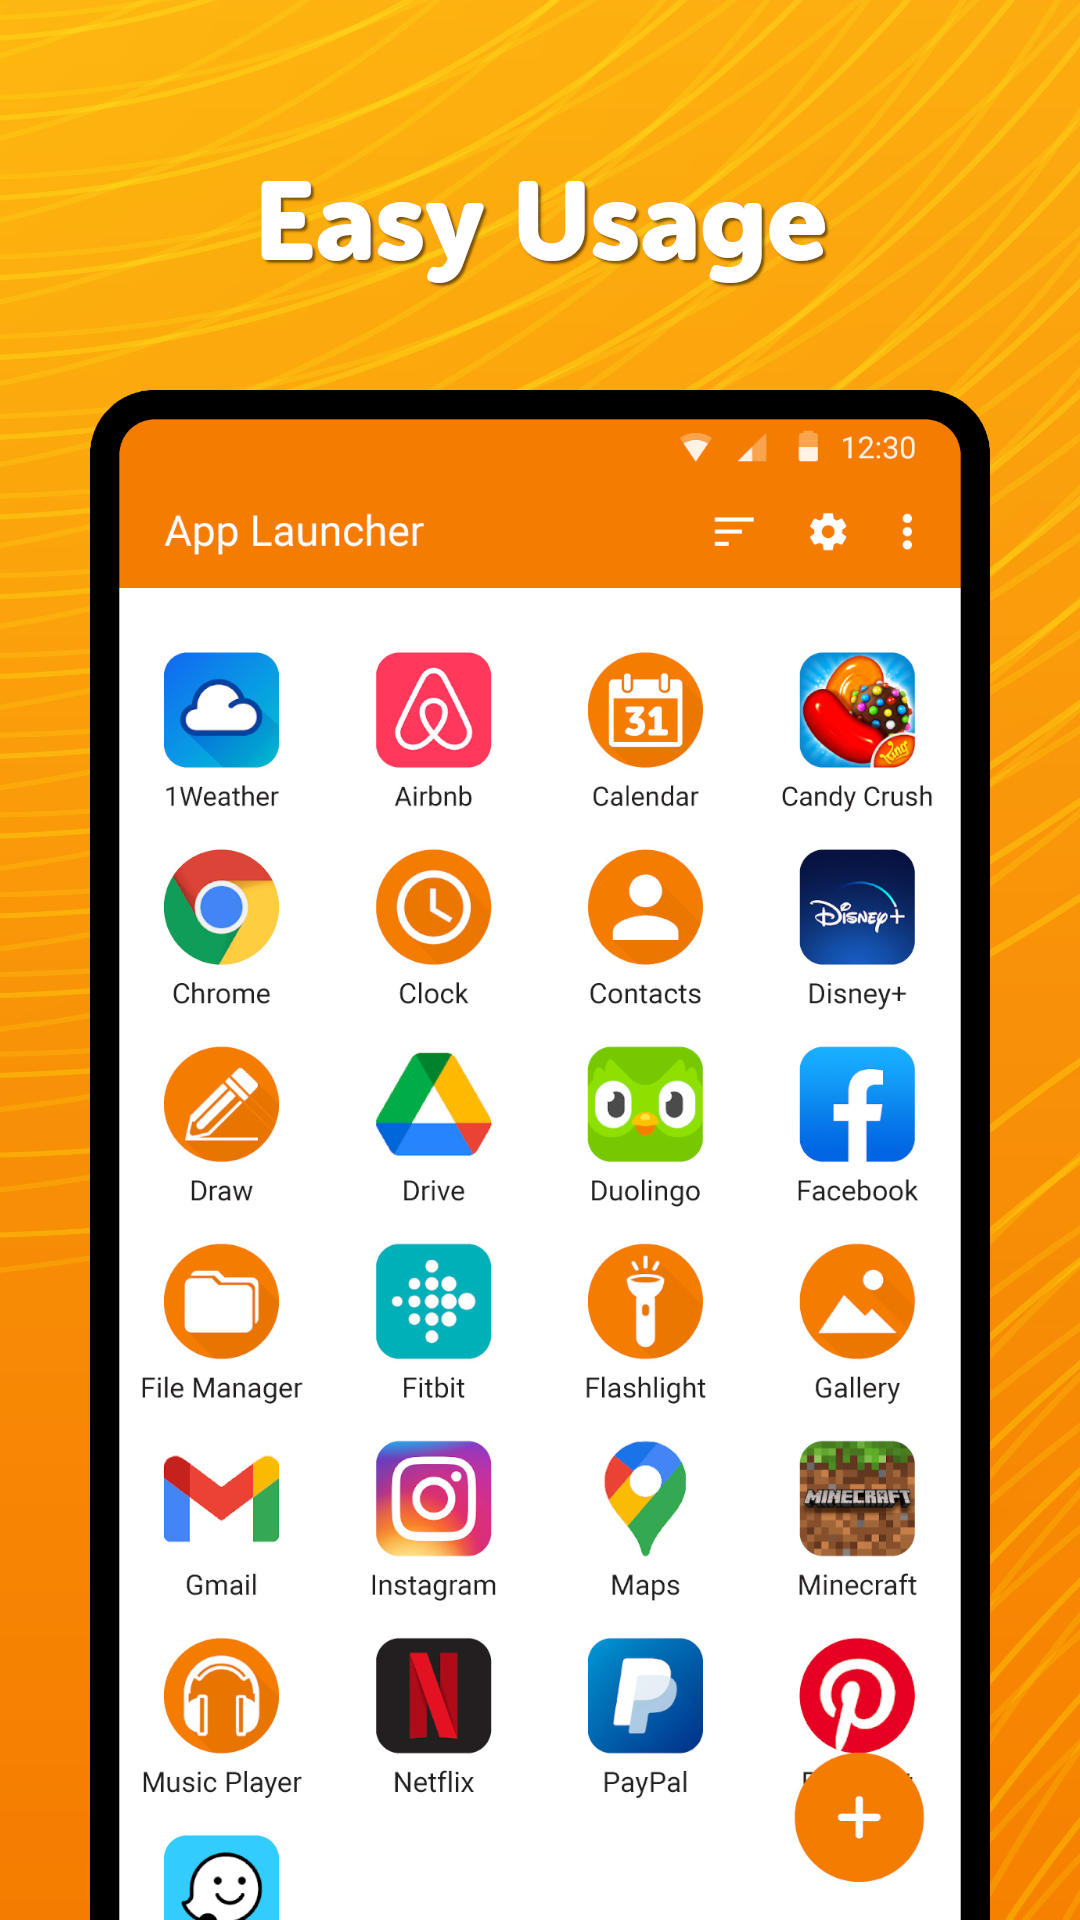 Easy Usage
12:30
App Launcher
31
King
1Weather Airbnb Calendar Candy Crush
Disney+
Chrome Clock Contacts Disney+
Draw Drive Duolingo Facebook
File Manager Fitbit Flashlight Gallery
MINECRAFT
Gmail Instagram Maps Minecraft
Music Player Netflix PayPal